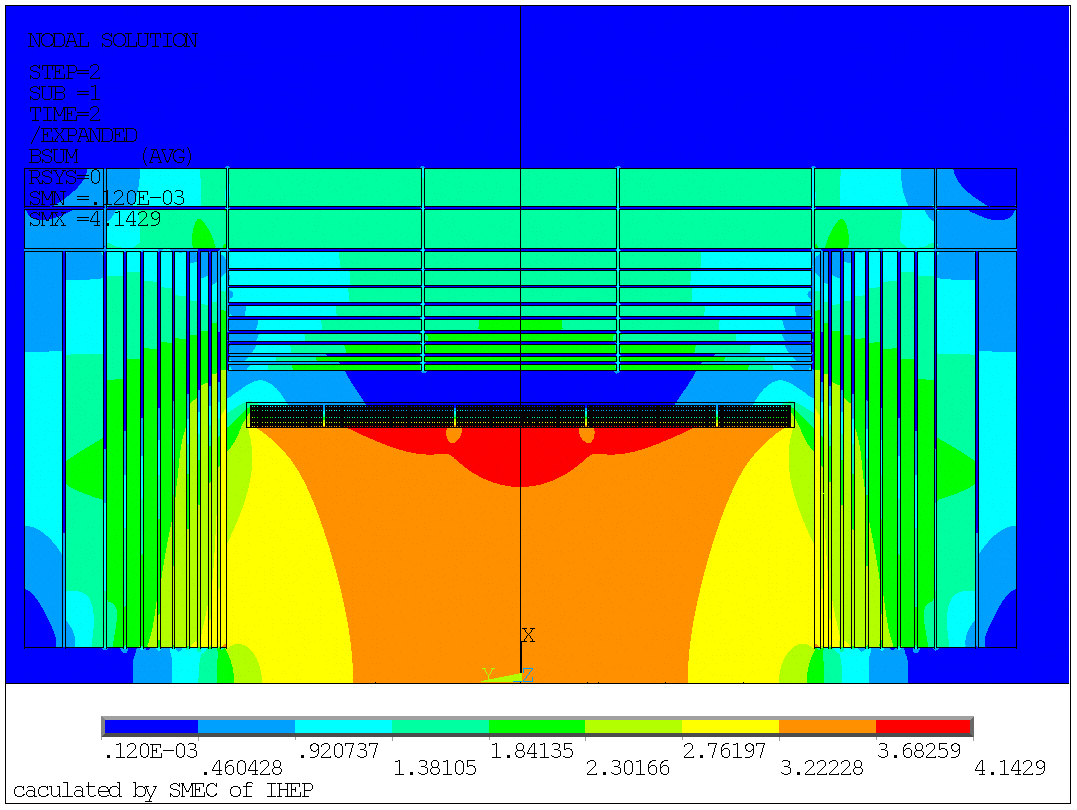 NODAL SOLUTION
STEP=2
SUB =1
TIME=2
/EXPANDED
BSUM (AVG)
RSYS=0
SMN =.120E-03
SMX =4.1429
X
Y Z
.120E-03 .920737 1.84135 2.76197 3.68259
.460428 1.38105 2.30166 3.22228 4.1429
caculated by SMEC of IHEP